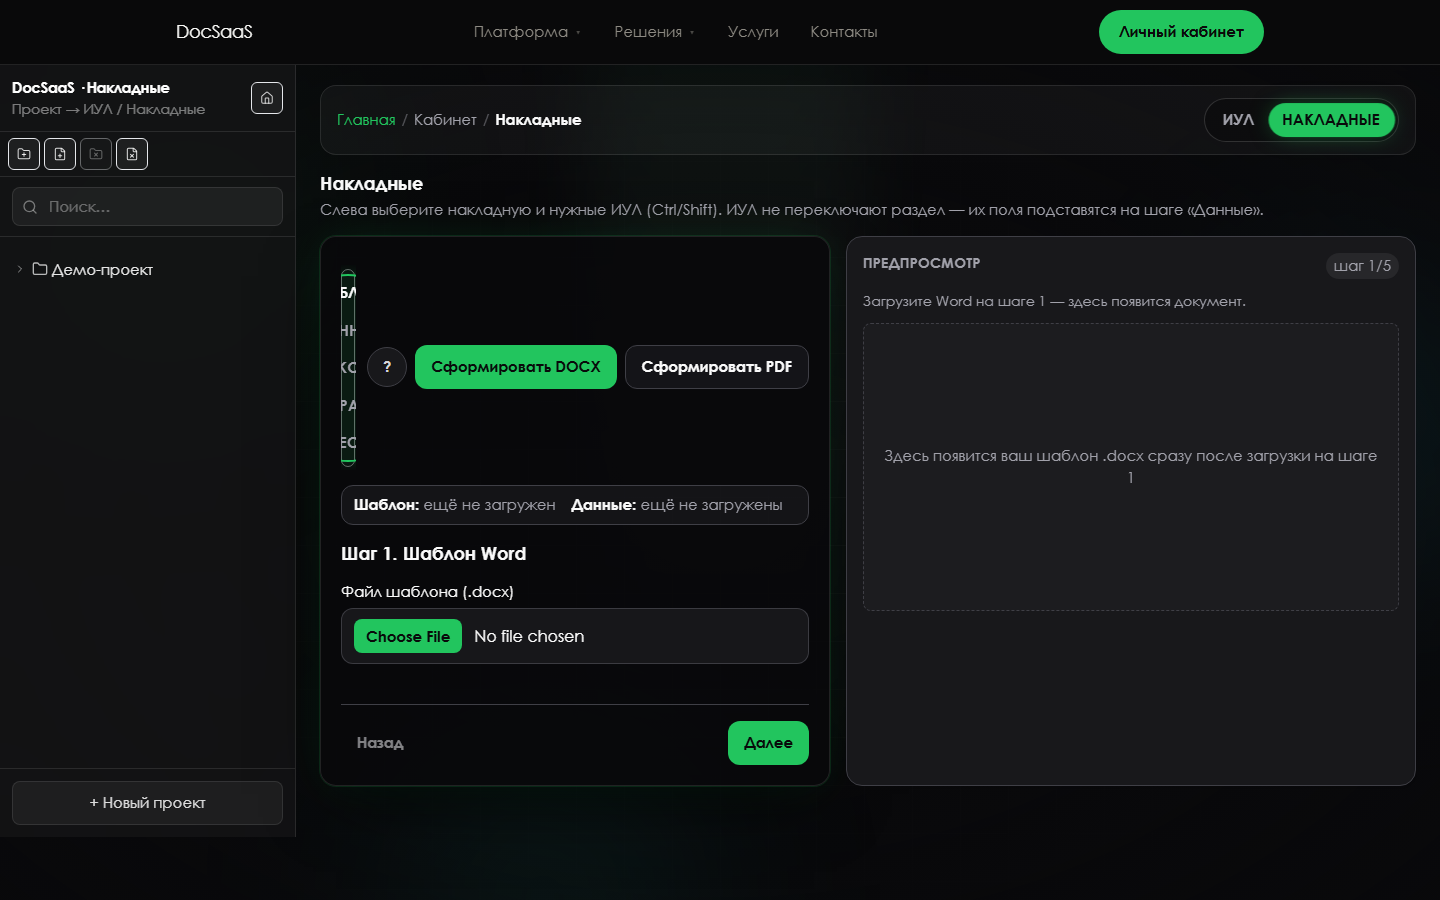 DocSaaS
Платформа
Решения
Услуги
Контакты
Личный кабинет
DocSaaS · Накладные
Проект → ИУЛ / Накладные
Поиск...
Демо-проект
+ Новый проект
Главная / Кабинет / Накладные
ИУЛ
НАКЛАДНЫЕ
Накладные
Слева выберите накладную и нужные ИУЛ (Ctrl/Shift). ИУЛ не переключают раздел — их поля подставятся на шаге «Данные».
?
Сформировать DOCX
Сформировать PDF
Шаблон: ещё не загружен Данные: ещё не загружены
Шаг 1. Шаблон Word
Файл шаблона (.docx)
Choose File No file chosen
Назад
Далее
ПРЕДПРОСМОТР
шаг 1/5
Загрузите Word на шаге 1 — здесь появится документ.
Здесь появится ваш шаблон .docx сразу после загрузки на шаге
1